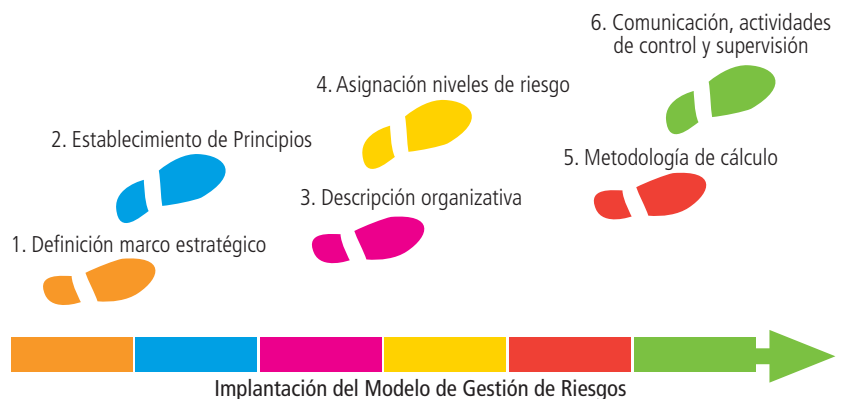 1. Definición marco estratégico
2. Establecimiento de Principios
3. Descripción organizativa
4. Asignación niveles de riesgo
5. Metodología de cálculo
6. Comunicación, actividades
de control y supervisión
Implantación del Modelo de Gestión de Riesgos